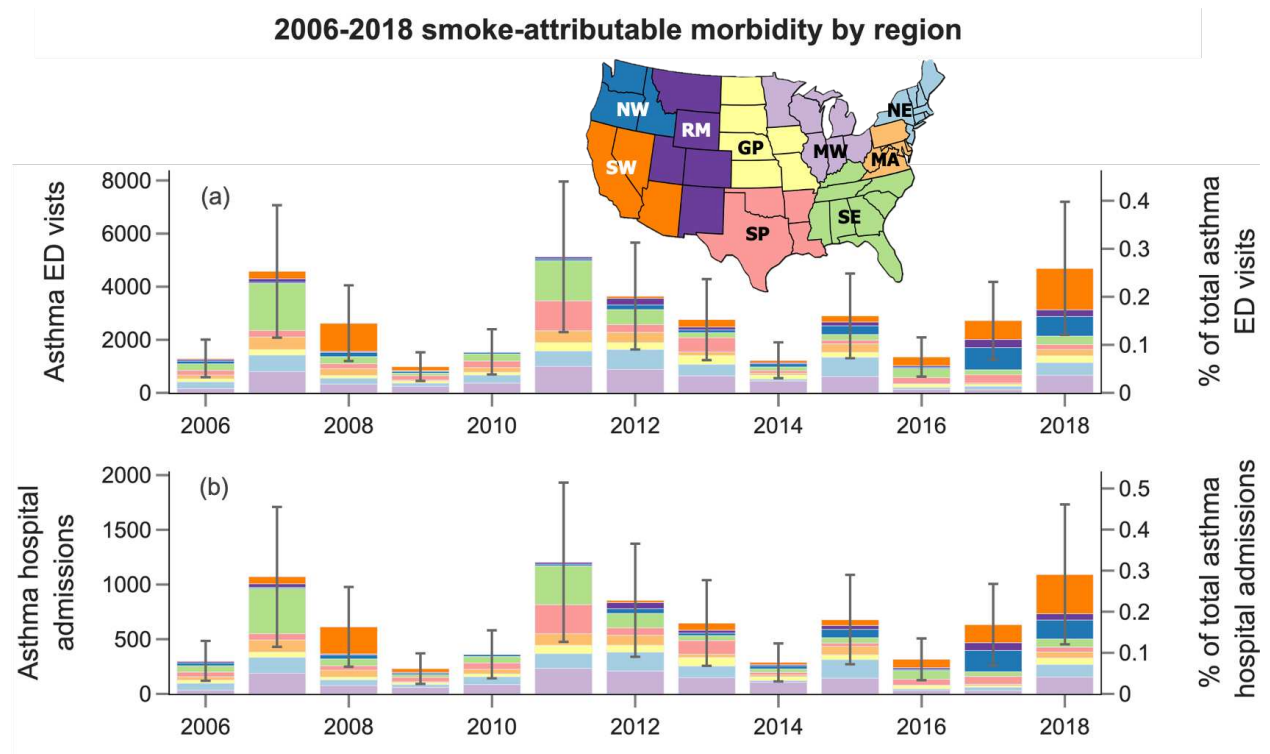 2006-2018 smoke-attributable morbidity by region
NW
RM
SW
GP
MW
NE
MA
SE
SP
(a)
Asthma ED vists
8000
6000
4000
2000
0
0.4
0.3
0.2
0.1
0
% of total asthma
ED visits
2006
2008
2010
2012
2014
2016
2018
(b)
Asthma hospital
admissions
2000
1500
1000
500
0
0.5
0.4
0.3
0.2
0.1
0
% of total asthma
hospital admissions
2006
2008
2010
2012
2014
2016
2018